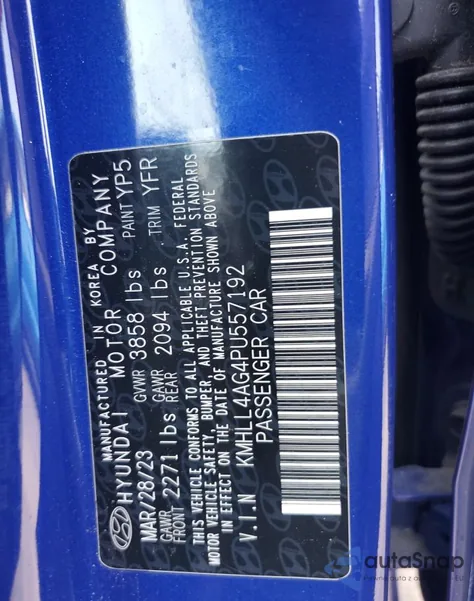 MANUFACTURED IN KOREA BY
HYUNDAI MOTOR COMPANY
MAR/28/23 GVWR 3858 lbs PAINT YP5
GAWR FRONT 2271 lbs GAWR REAR 2094 lbs TRIM YFR
THIS VEHICLE CONFORMS TO ALL APPLICABLE U.S.A. FEDERAL
MOTOR VEHICLE SAFETY, BUMPER, AND THEFT PREVENTION STANDARDS
IN EFFECT ON THE DATE OF MANUFACTURE SHOWN ABOVE
V.I.N KMHLL4AG4PU557192
PASSENGER CAR
autoSnap